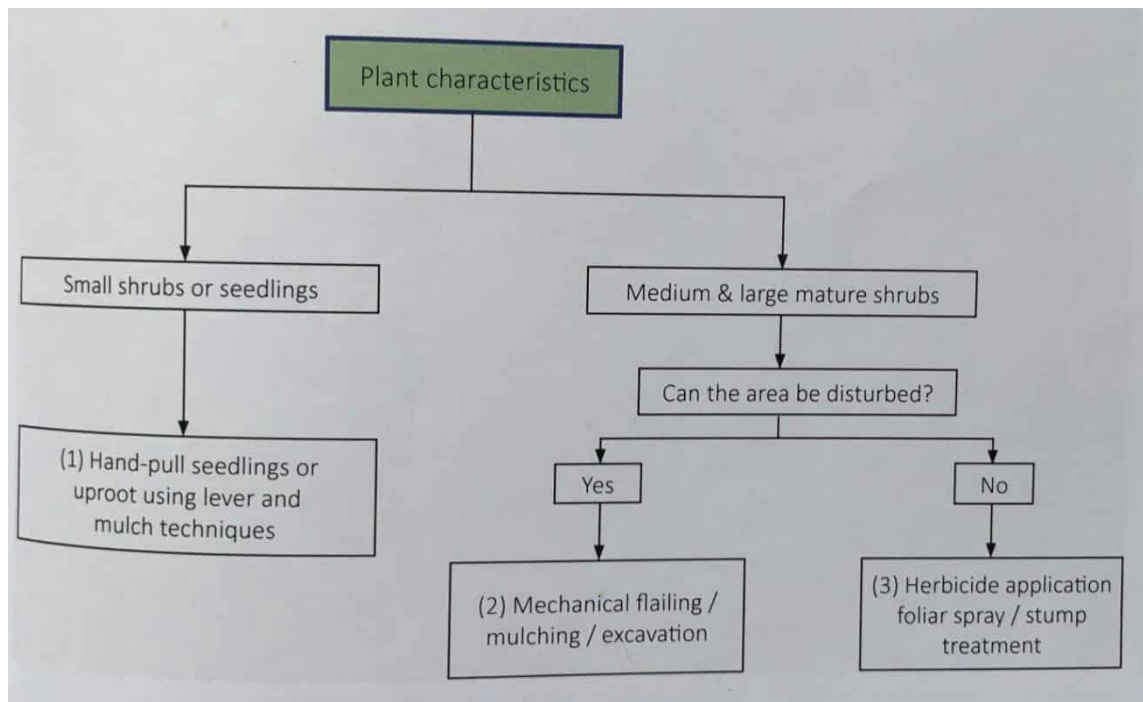 Plant characteristics
Small shrubs or seedlings
Medium & large mature shrubs
Can the area be disturbed?
(1) Hand-pull seedlings or
uproot using lever and
mulch techniques
Yes
No
(2) Mechanical flailing /
mulching / excavation
(3) Herbicide application
foliar spray / stump
treatment